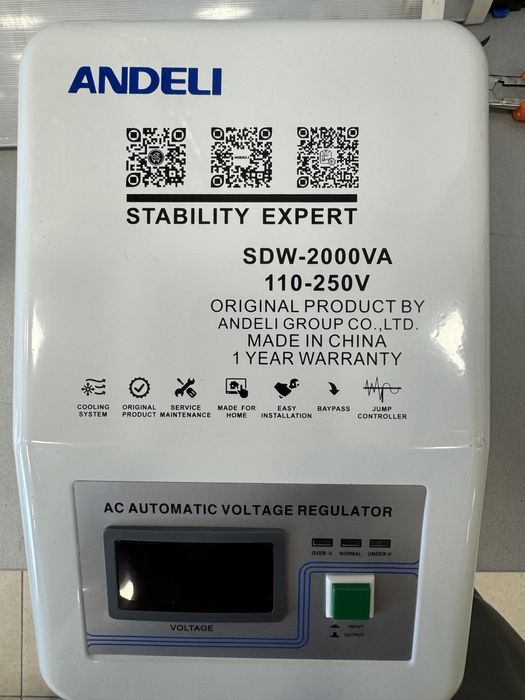 ANDELI
ANDELI
STABILITY EXPERT
SDW-2000VA
110-250V
ORIGINAL PRODUCT BY
ANDELI GROUP CO.,LTD.
MADE IN CHINA
1 YEAR WARRANTY
COOLING SYSTEM
ORIGINAL PRODUCT
SERVICE MAINTENANCE
MADE FOR HOME
EASY INSTALLATION
BAYPASS
JUMP CONTROLLER
AC AUTOMATIC VOLTAGE REGULATOR
OVER-V NORMAL UNDER-V
INPUT
OUTPUT
VOLTAGE